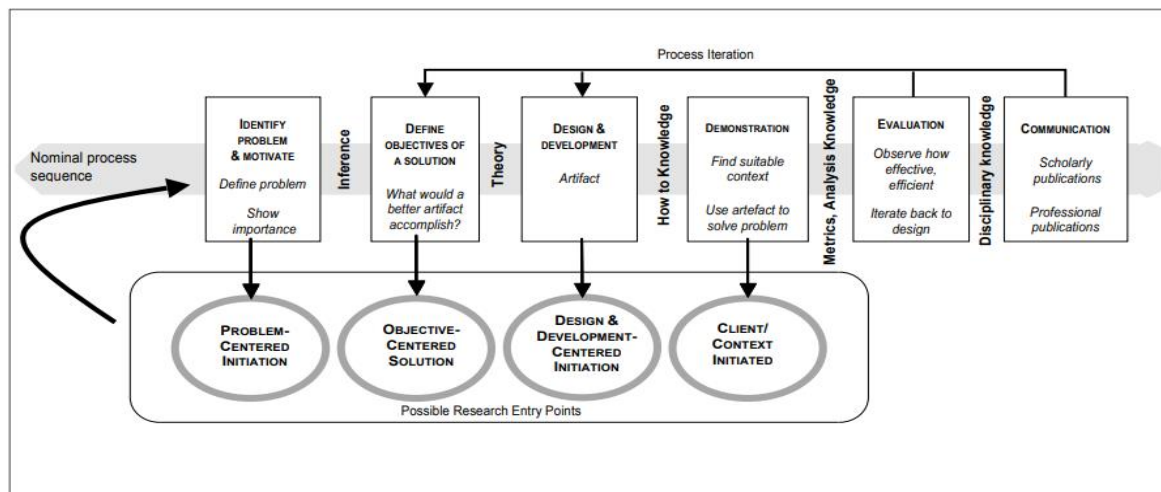 Process Iteration
Nominal process
sequence
IDENTIFY
PROBLEM
& MOTIVATE
Define problem
Show
importance
Inference
DEFINE
OBJECTIVES OF
A SOLUTION
What would a
better artifact
accomplish?
Theory
DESIGN &
DEVELOPMENT
Artifact
How to Knowledge
DEMONSTRATION
Find suitable
context
Use artefact to
solve problem
Metrics, Analysis Knowledge
EVALUATION
Observe how
effective,
efficient
Iterate back to
design
Disciplinary knowledge
COMMUNICATION
Scholarly
publications
Professional
publications
PROBLEM-
CENTERED
INITIATION
OBJECTIVE-
CENTERED
SOLUTION
DESIGN &
DEVELOPMENT-
CENTERED
INITIATION
CLIENT/
CONTEXT
INITIATED
Possible Research Entry Points